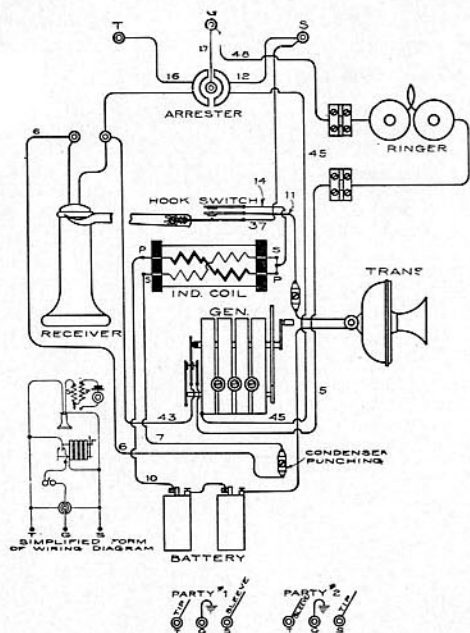 T G S
17 48
16 12
ARRESTER
6
RINGER
45
14
HOOK SWITCH 11
37
P S
S P
IND. COIL
TRANS
GEN.
RECEIVER
5
43 45
7
6
CONDENSER
PUNCHING
10
T G S
SIMPLIFIED FORM
OF WIRING DIAGRAM
BATTERY
PARTY #1 PARTY #2
TIP SLEEVE TIP
T G S G S